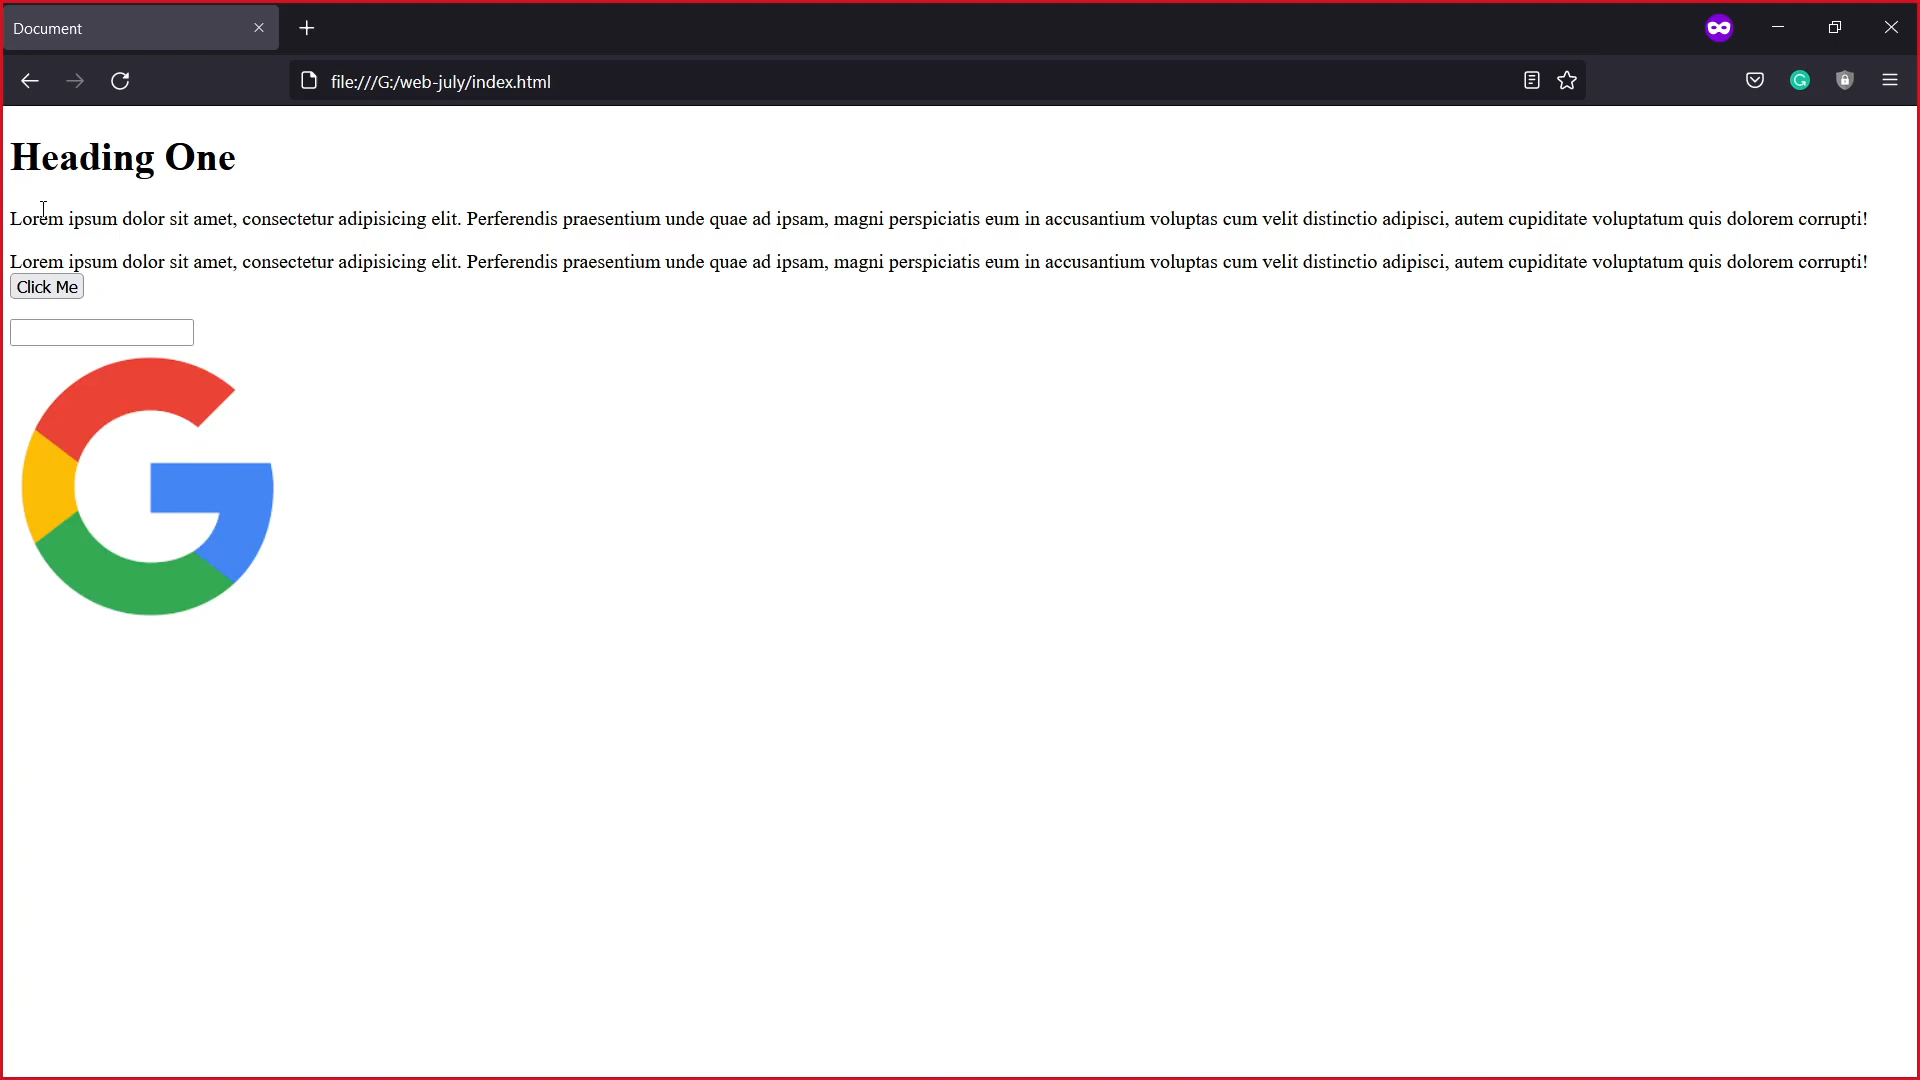 Document
file:///G:/web-july/index.html
Heading One
Lorem ipsum dolor sit amet, consectetur adipisicing elit. Perferendis praesentium unde quae ad ipsam, magni perspiciatis eum in accusantium voluptas cum velit distinctio adipisci, autem cupiditate voluptatum quis dolorem corrupti!
Lorem ipsum dolor sit amet, consectetur adipisicing elit. Perferendis praesentium unde quae ad ipsam, magni perspiciatis eum in accusantium voluptas cum velit distinctio adipisci, autem cupiditate voluptatum quis dolorem corrupti!
Click Me
G